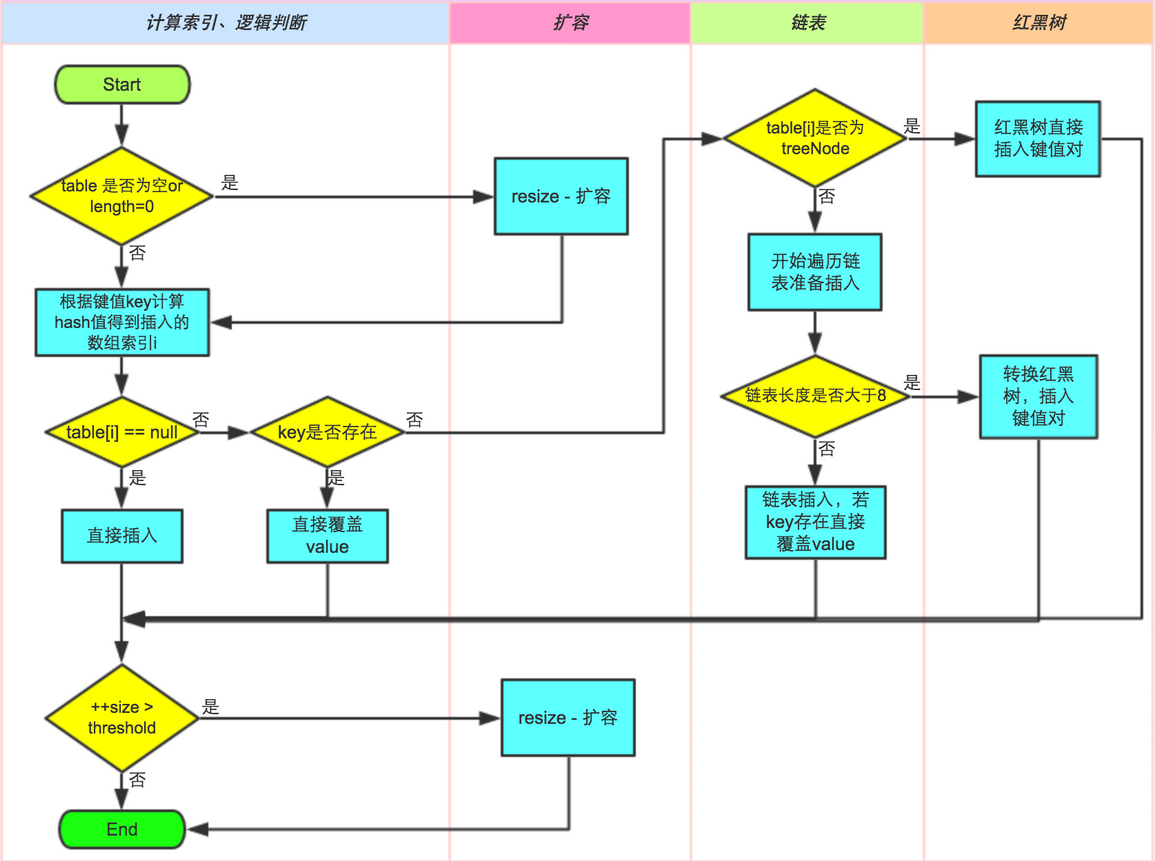 计算索引、逻辑判断
扩容
链表
红黑树
Start
table 是否为空or
length=0
是
resize - 扩容
否
根据键值key计算
hash值得到插入的
数组索引i
table[i] == null
否
key是否存在
否
是
直接插入
是
直接覆盖
value
table[i]是否为
treeNode
是
红黑树直接
插入键值对
否
开始遍历链
表准备插入
链表长度是否大于8
是
转换红黑
树，插入
键值对
否
链表插入，若
key存在直接
覆盖value
++size >
threshold
是
resize - 扩容
否
End